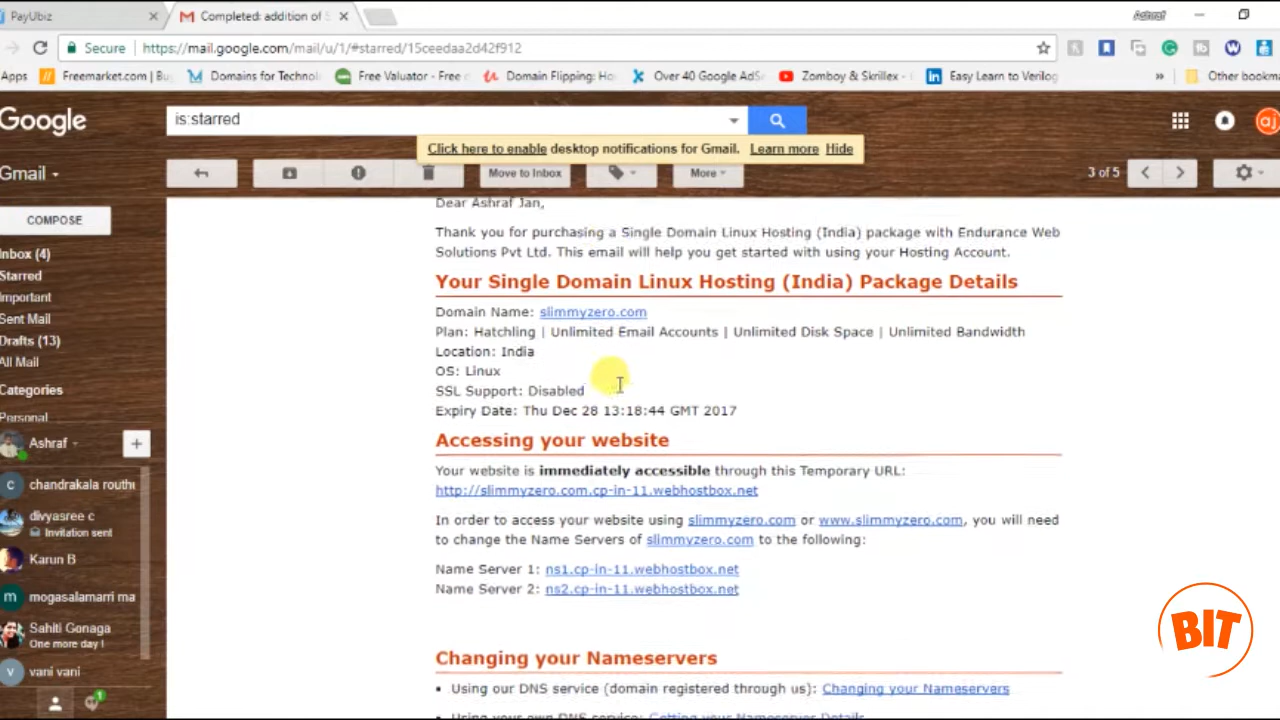 PayUbiz
Completed: addition of S
Ashraf
Secure
https://mail.google.com/mail/u/1/#starred/15ceedaa2d42f912
Apps
Freemarket.com | Bu
Domains for Technol
Free Valuator - Free
Domain Flipping: Ho
Over 40 Google AdSe
Zomboy & Skrillex -
Easy Learn to Verilog
»
Other bookma
Google
is:starred
aj
Click here to enable desktop notifications for Gmail. Learn more Hide
Gmail
Move to Inbox
More
3 of 5
COMPOSE
Inbox (4)
Starred
Important
Sent Mail
Drafts (13)
All Mail
Categories
Personal
Ashraf
+
c chandrakala routhu
divyasree c
Invitation sent
Karun B
m mogasalamarri ma
Sahiti Gonaga
One more day !
v vani vani
1
Dear Ashraf Jan,
Thank you for purchasing a Single Domain Linux Hosting (India) package with Endurance Web
Solutions Pvt Ltd. This email will help you get started with using your Hosting Account.
Your Single Domain Linux Hosting (India) Package Details
Domain Name: slimmyzero.com
Plan: Hatchling | Unlimited Email Accounts | Unlimited Disk Space | Unlimited Bandwidth
Location: India
OS: Linux
SSL Support: Disabled
Expiry Date: Thu Dec 28 13:18:44 GMT 2017
Accessing your website
Your website is immediately accessible through this Temporary URL:
http://slimmyzero.com.cp-in-11.webhostbox.net
In order to access your website using slimmyzero.com or www.slimmyzero.com, you will need
to change the Name Servers of slimmyzero.com to the following:
Name Server 1: ns1.cp-in-11.webhostbox.net
Name Server 2: ns2.cp-in-11.webhostbox.net
Changing your Nameservers
• Using our DNS service (domain registered through us): Changing your Nameservers
• Using your own DNS service: Getting your Nameserver Details
BIT